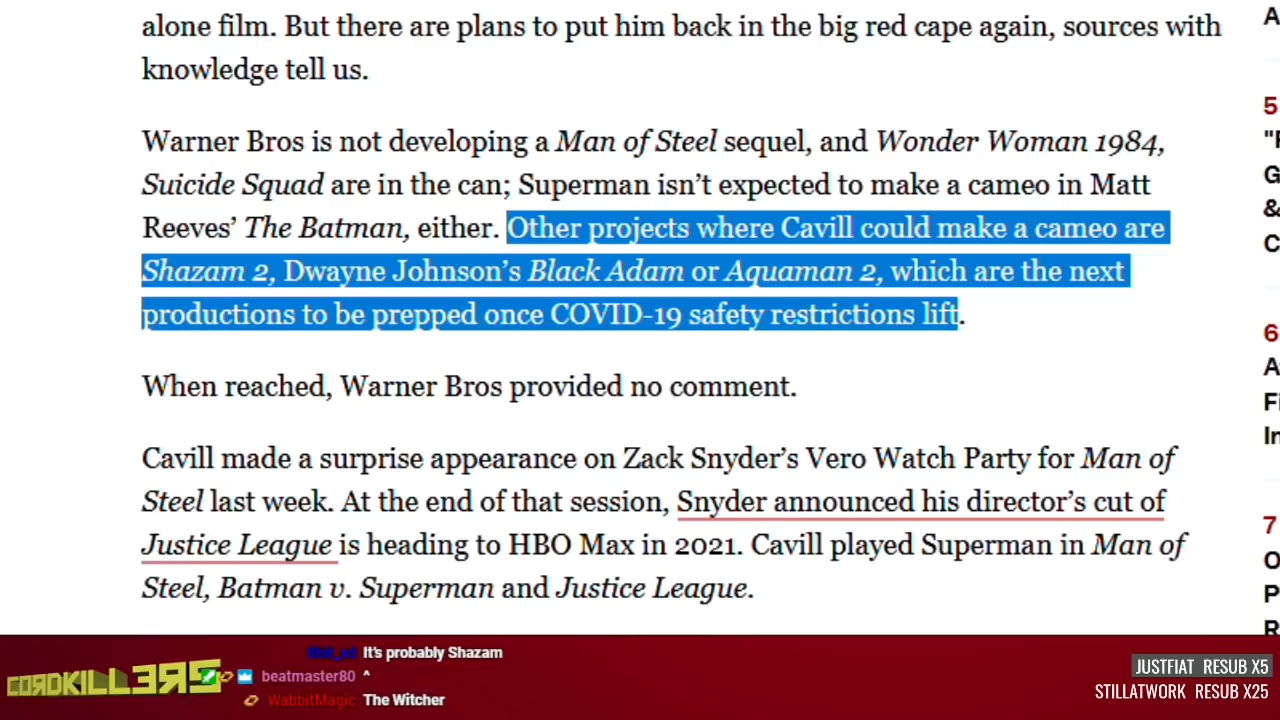 alone film. But there are plans to put him back in the big red cape again, sources with
knowledge tell us.
Warner Bros is not developing a Man of Steel sequel, and Wonder Woman 1984,
Suicide Squad are in the can; Superman isn't expected to make a cameo in Matt
Reeves' The Batman, either. Other projects where Cavill could make a cameo are
Shazam 2, Dwayne Johnson's Black Adam or Aquaman 2, which are the next
productions to be prepped once COVID-19 safety restrictions lift.
When reached, Warner Bros provided no comment.
Cavill made a surprise appearance on Zack Snyder's Vero Watch Party for Man of
Steel last week. At the end of that session, Snyder announced his director's cut of
Justice League is heading to HBO Max in 2021. Cavill played Superman in Man of
Steel, Batman v. Superman and Justice League.
5
6
7
CORDKILL3RS
It's probably Shazam
beatmaster80 ^
WabbitMagic The Witcher
JUSTFIAT RESUB X5
STILLATWORK RESUB X25